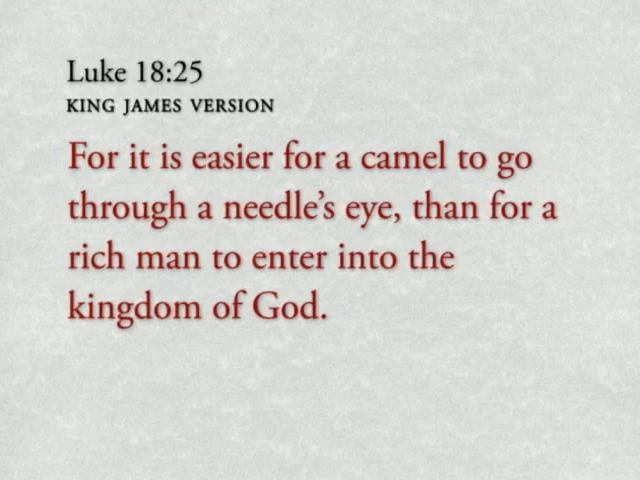 Luke 18:25
KING JAMES VERSION
For it is easier for a camel to go
through a needle’s eye, than for a
rich man to enter into the
kingdom of God.